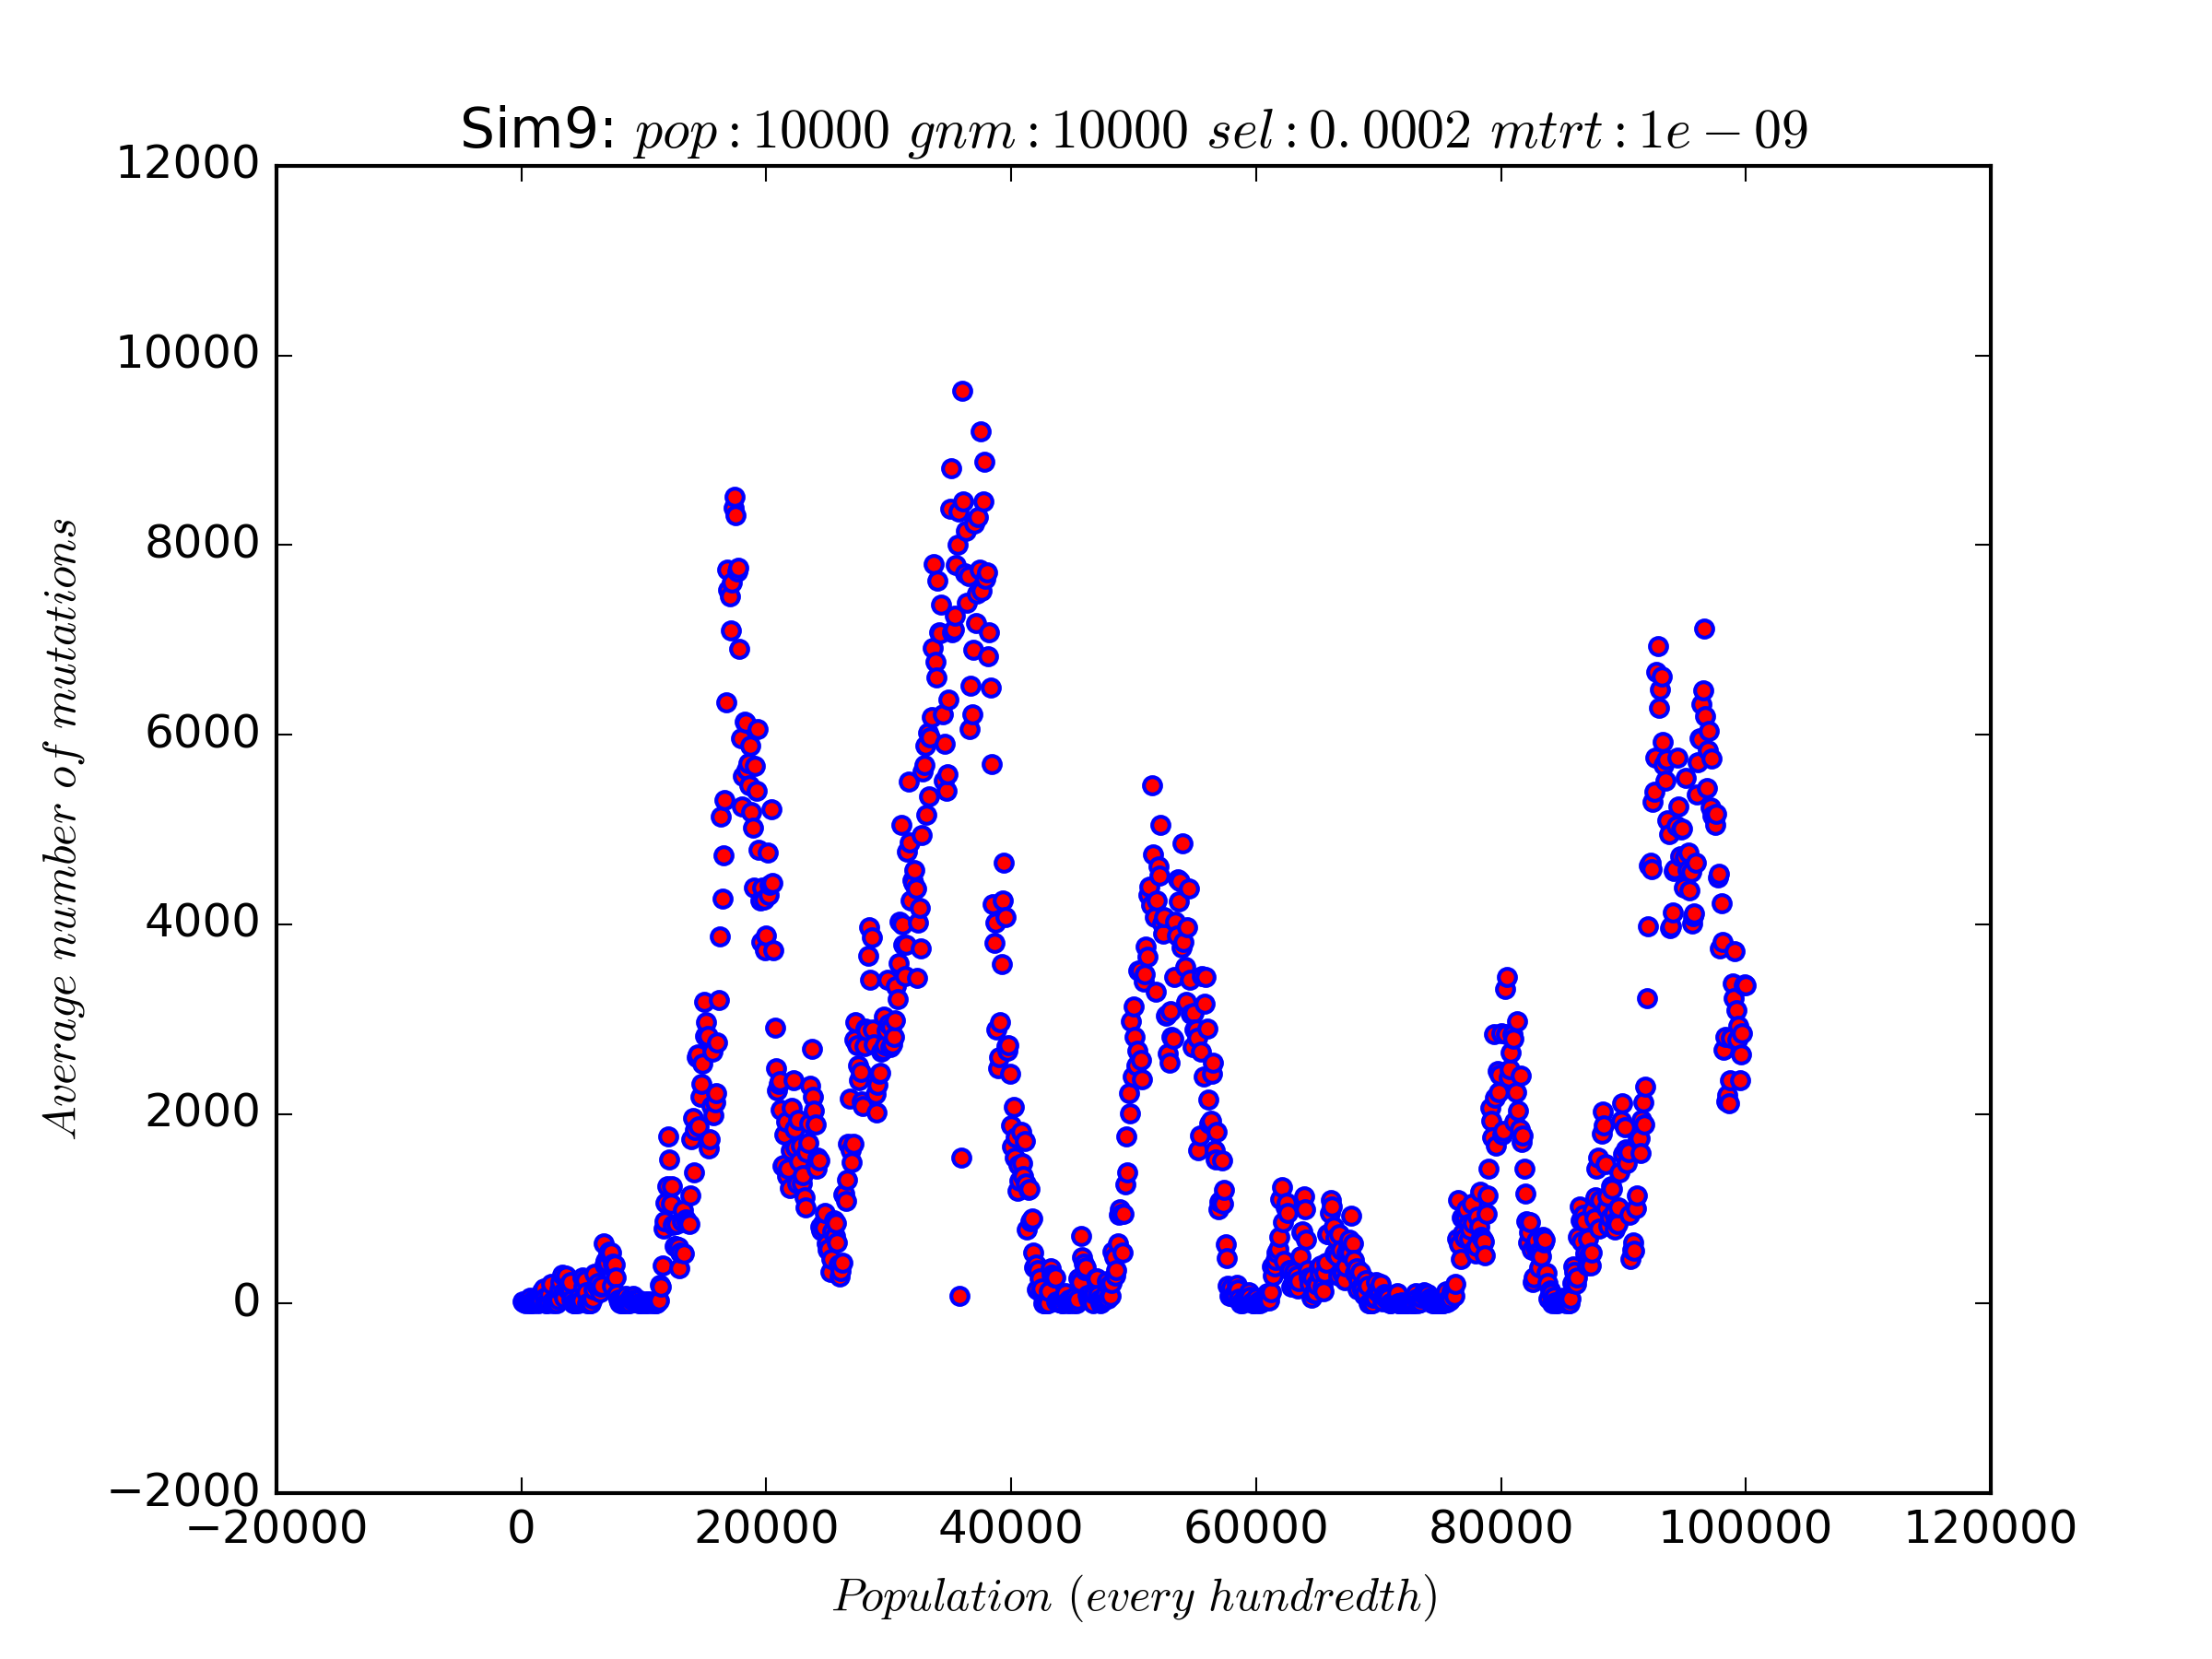 Sim9: pop : 10000 gnm : 10000 sel : 0.0002 mtrt : 1e − 09
12000
10000
8000
6000
4000
2000
0
−2000
Average number of mutations
−20000 0 20000 40000 60000 80000 100000 120000
Population (every hundredth)